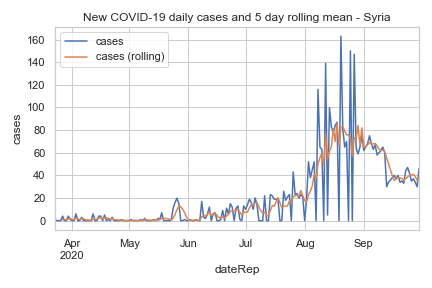 New COVID-19 daily cases and 5 day rolling mean - Syria
cases
cases (rolling)
160
140
120
100
80
60
40
20
0
cases
Apr
2020
May
Jun
Jul
Aug
Sep
dateRep